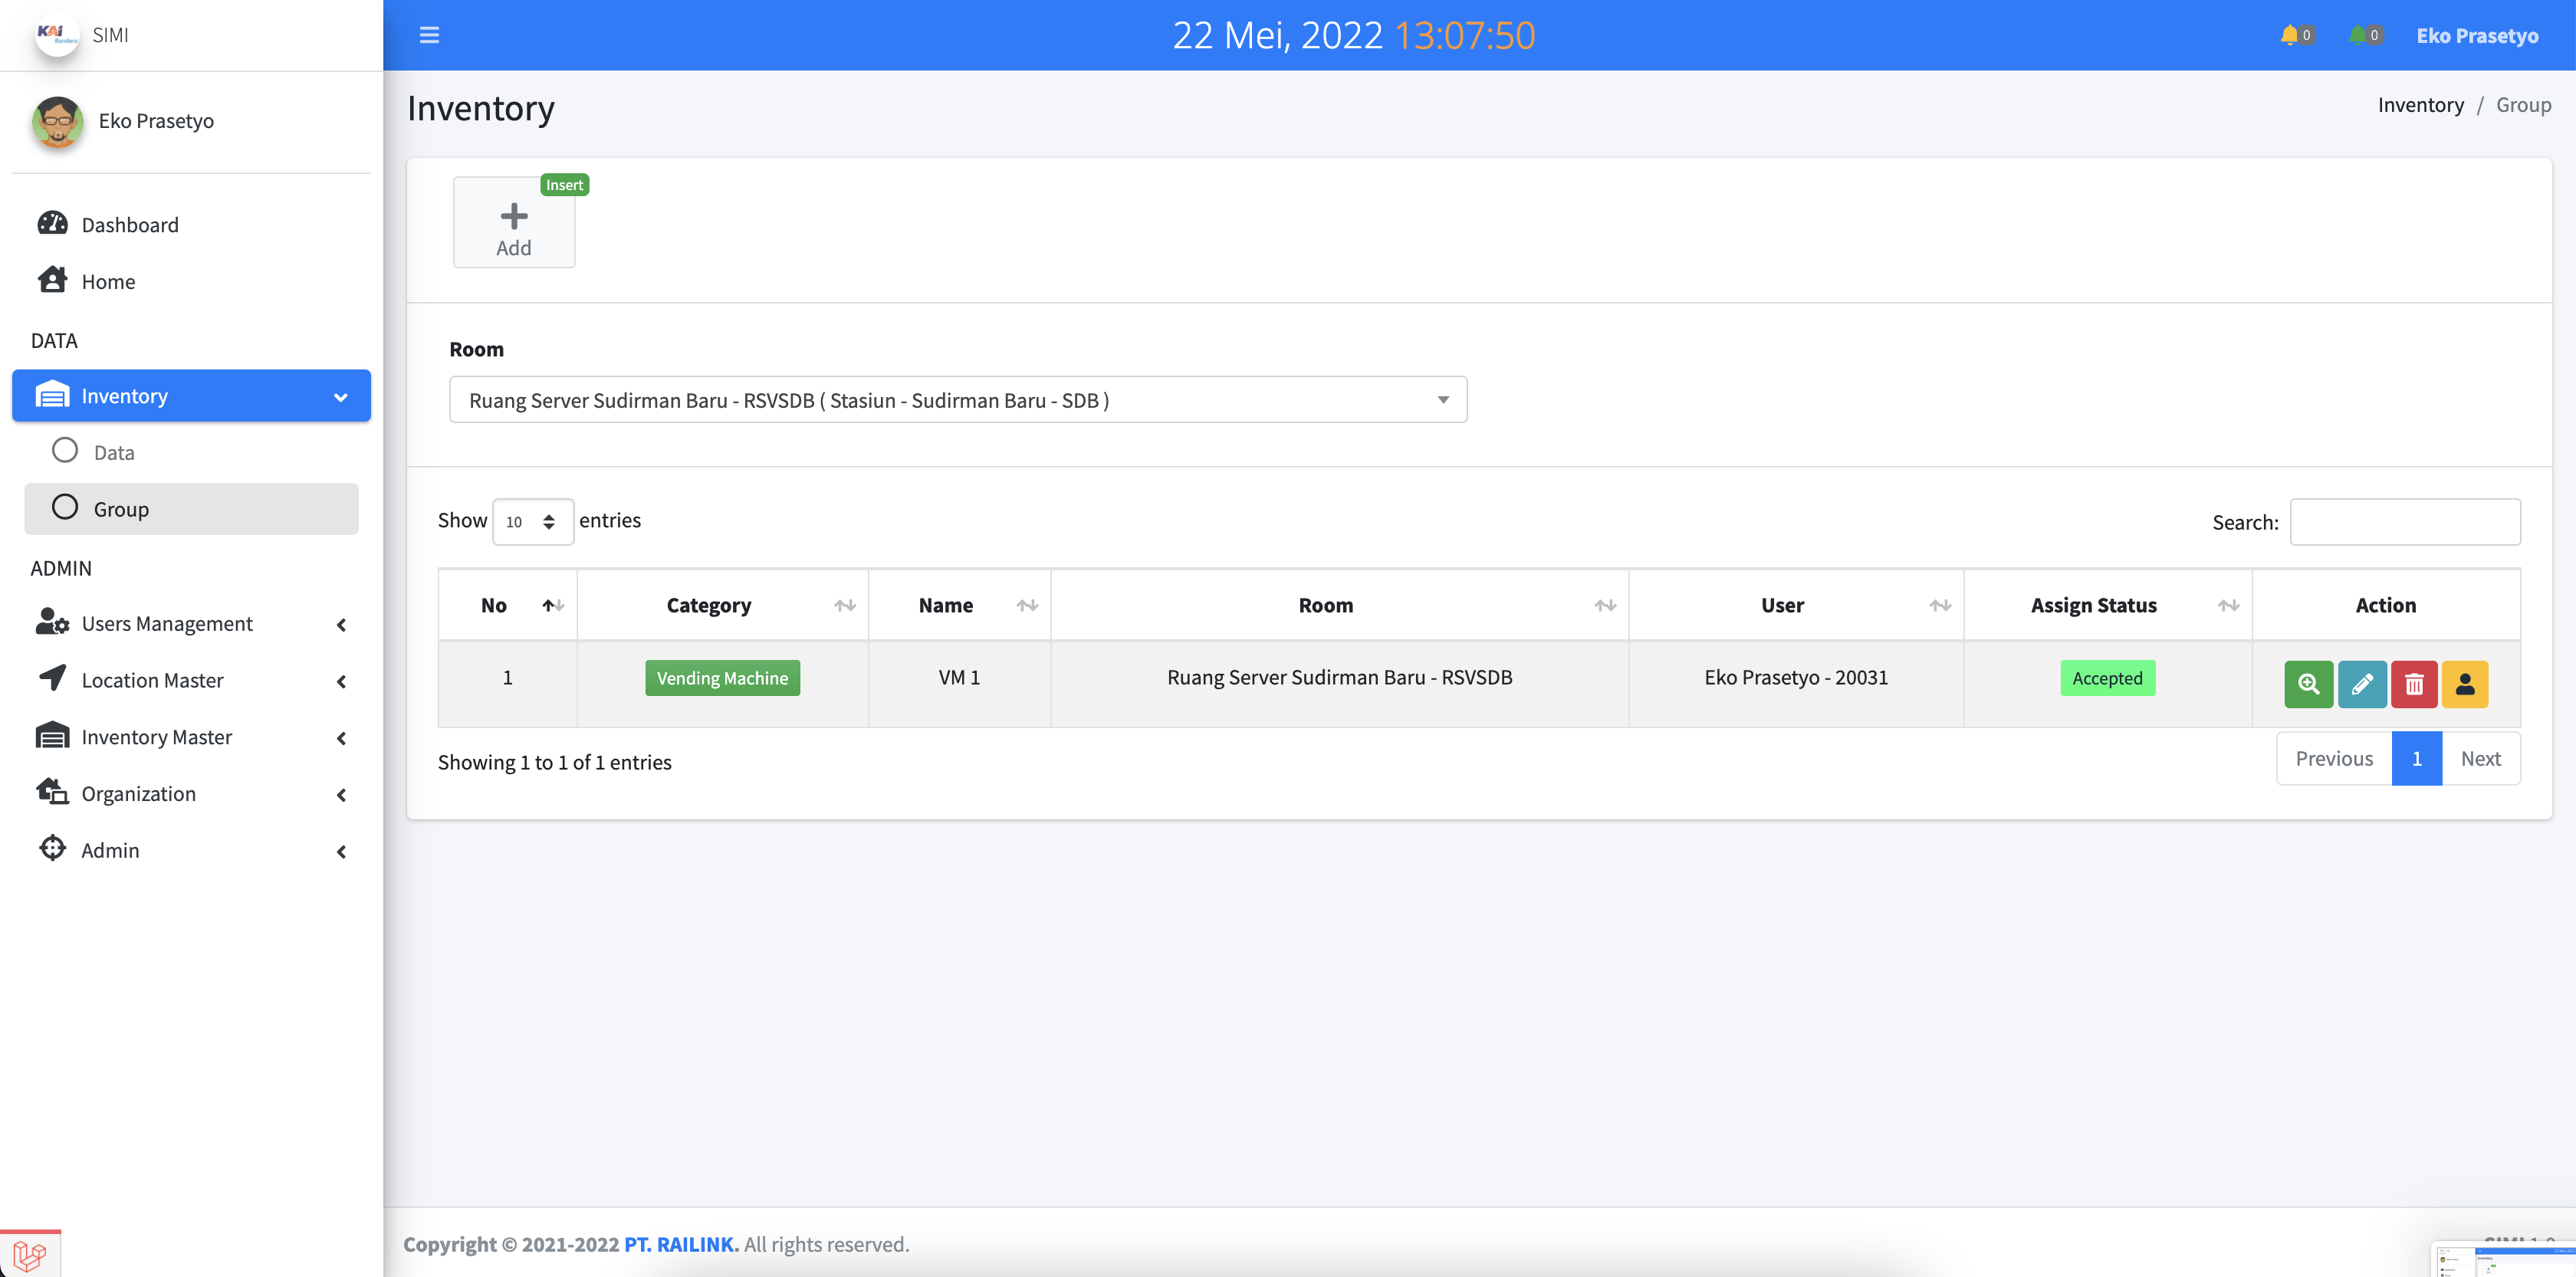 KAI Bandara SIMI
22 Mei, 2022 13:07:50
0 0 Eko Prasetyo
Eko Prasetyo
Dashboard
Home
DATA
Inventory
Data
Group
ADMIN
Users Management
Location Master
Inventory Master
Organization
Admin
Inventory
Inventory / Group
Insert
Add
Room
Ruang Server Sudirman Baru - RSVSDB ( Stasiun - Sudirman Baru - SDB )
Show 10 entries
Search:
No Category Name Room User Assign Status Action
1 Vending Machine VM 1 Ruang Server Sudirman Baru - RSVSDB Eko Prasetyo - 20031 Accepted
Showing 1 to 1 of 1 entries
Previous 1 Next
Copyright © 2021-2022 PT. RAILINK. All rights reserved.